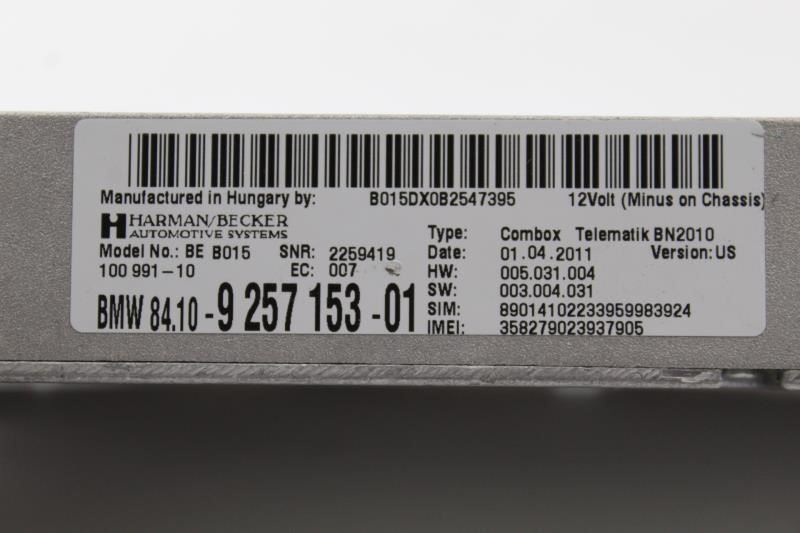 Manufactured in Hungary by: B015DX0B2547395 12Volt (Minus on Chassis)
HARMAN/BECKER
AUTOMOTIVE SYSTEMS
Model No.: BE B015 SNR: 2259419
100 991-10 EC: 007
BMW 84.10 -9 257 153 -01
Type: Combox Telematik BN2010
Date: 01.04.2011 Version: US
HW: 005.031.004
SW: 003.004.031
SIM: 89014102233959983924
IMEI: 358279023937905